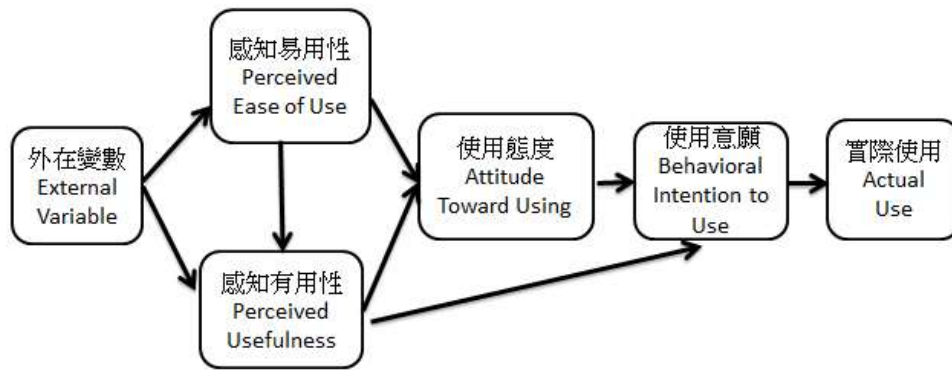 感知易用性
Perceived
Ease of Use
外在變數
External
Variable
感知有用性
Perceived
Usefulness
使用態度
Attitude
Toward Using
使用意願
Behavioral
Intention to
Use
實際使用
Actual
Use